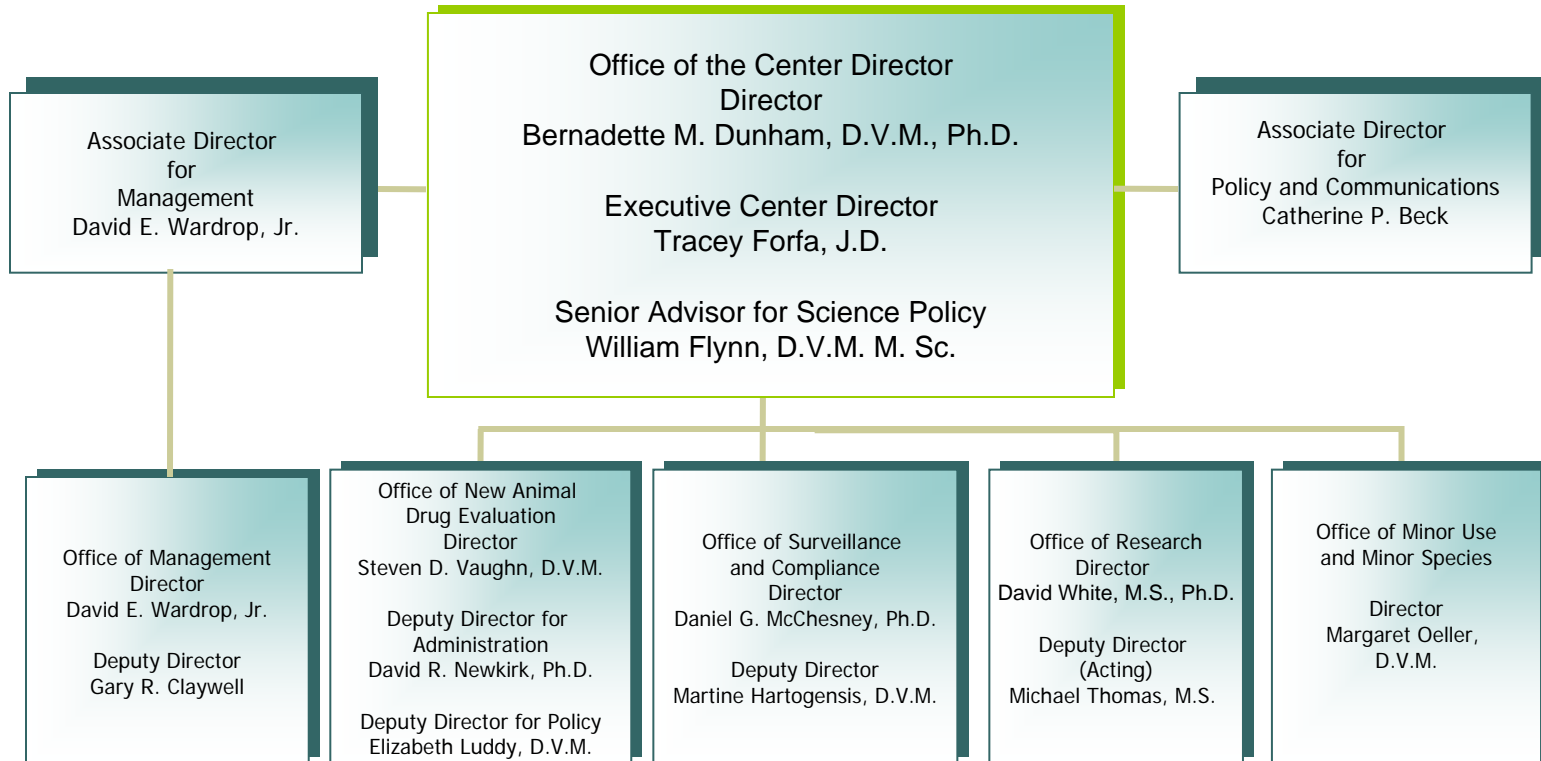 Office of the Center Director
Director
Bernadette M. Dunham, D.V.M., Ph.D.
Executive Center Director
Tracey Forfa, J.D.
Senior Advisor for Science Policy
William Flynn, D.V.M. M. Sc.
Associate Director
for
Management
David E. Wardrop, Jr.
Associate Director
for
Policy and Communications
Catherine P. Beck
Office of Management
Director
David E. Wardrop, Jr.
Deputy Director
Gary R. Claywell
Office of New Animal
Drug Evaluation
Director
Steven D. Vaughn, D.V.M.
Deputy Director for
Administration
David R. Newkirk, Ph.D.
Deputy Director for Policy
Elizabeth Luddy, D.V.M.
Office of Surveillance
and Compliance
Director
Daniel G. McChesney, Ph.D.
Deputy Director
Martine Hartogensis, D.V.M.
Office of Research
Director
David White, M.S., Ph.D.
Deputy Director
(Acting)
Michael Thomas, M.S.
Office of Minor Use
and Minor Species
Director
Margaret Oeller,
D.V.M.